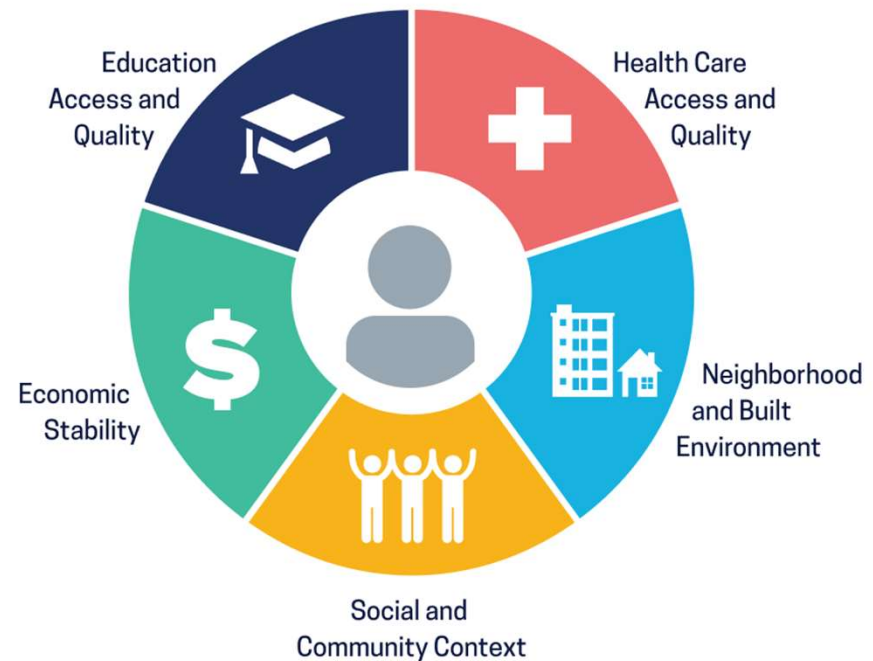 Education
Access and
Quality
Health Care
Access and
Quality
Economic
Stability
Neighborhood
and Built
Environment
Social and
Community Context